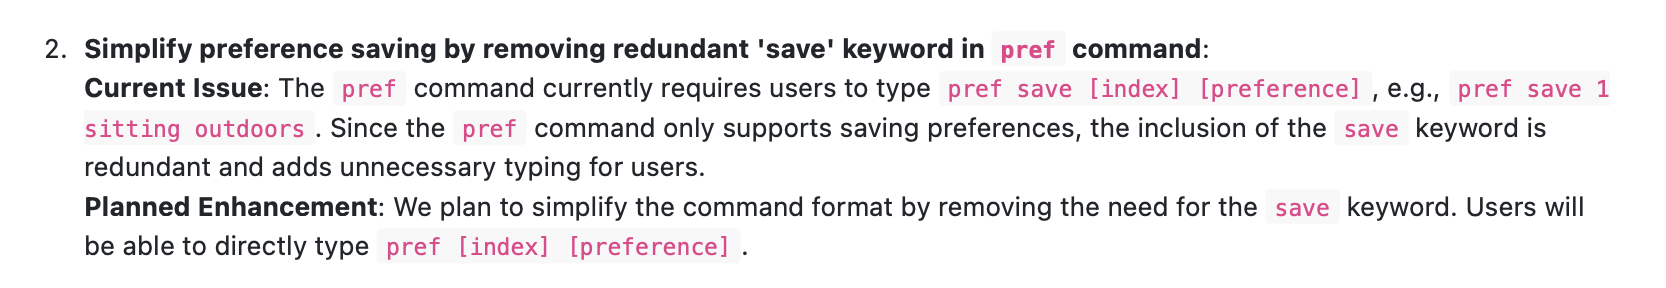 2. Simplify preference saving by removing redundant 'save' keyword in pref command:
Current Issue: The pref command currently requires users to type pref save [index] [preference] , e.g., pref save 1
sitting outdoors . Since the pref command only supports saving preferences, the inclusion of the save keyword is
redundant and adds unnecessary typing for users.
Planned Enhancement: We plan to simplify the command format by removing the need for the save keyword. Users will
be able to directly type pref [index] [preference] .